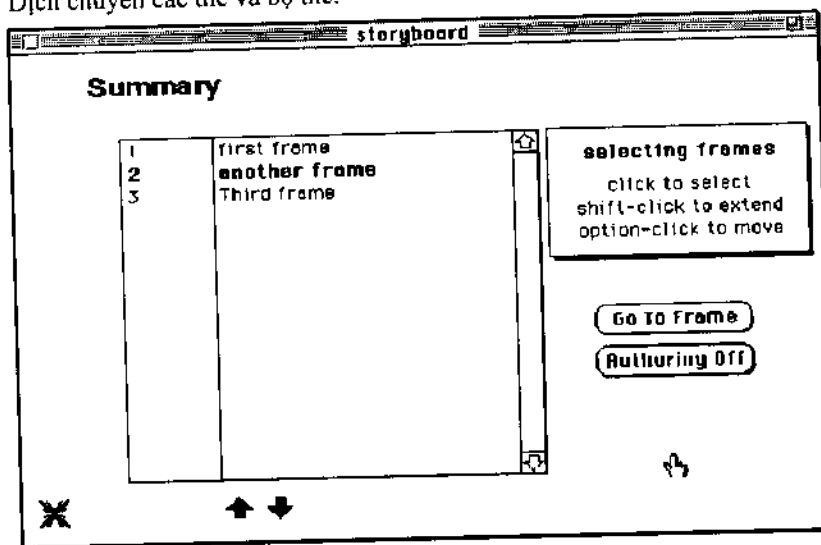 Dịch chuyển các thẻ và bộ thẻ.
storyboard
Summary
1 first frame
2 another frame
3 Third frame
selecting frames
click to select
shift-click to extend
option-click to move
Go To Frame
Authoring Off